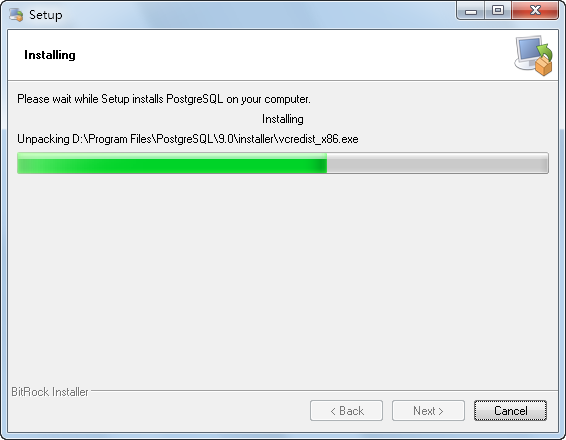 Setup
Installing
Please wait while Setup installs PostgreSQL on your computer.
Installing
Unpacking D:\Program Files\PostgreSQL\9.0\installer\vcredist_x86.exe
BitRock Installer
< Back Next > Cancel